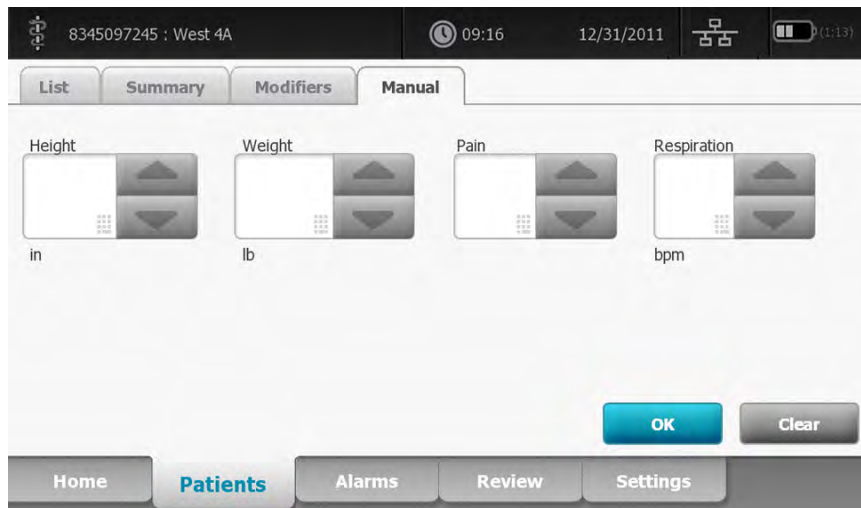 8345097245 : West 4A 09:16 12/31/2011 (1:13)
List Summary Modifiers Manual
Height Weight Pain Respiration
in lb bpm
OK Clear
Home Patients Alarms Review Settings